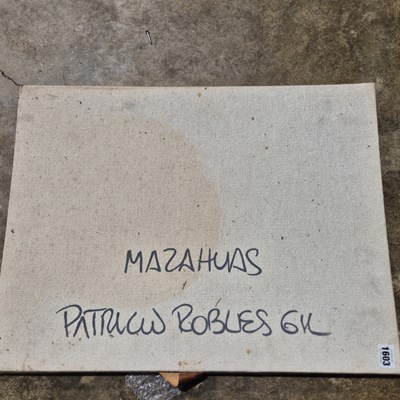 MAZAHUAS
PATRICIO ROBLES GIL
1603